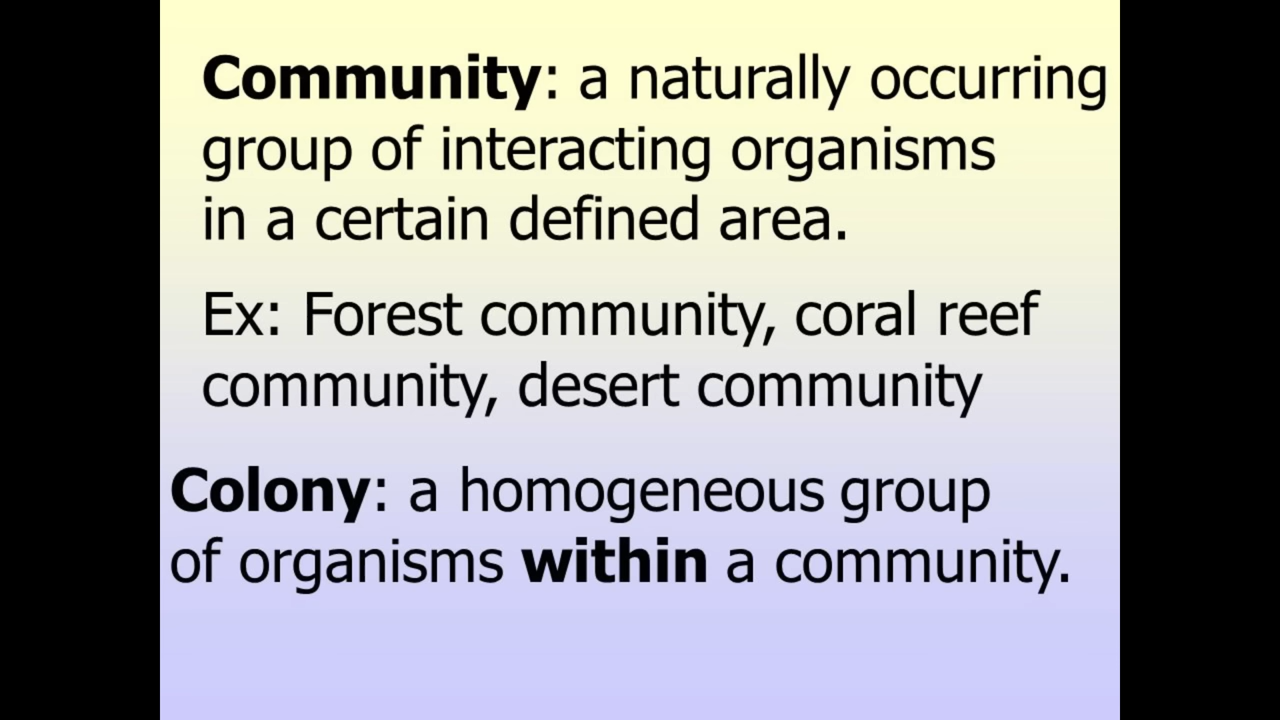 Community: a naturally occurring
group of interacting organisms
in a certain defined area.
Ex: Forest community, coral reef
community, desert community
Colony: a homogeneous group
of organisms within a community.